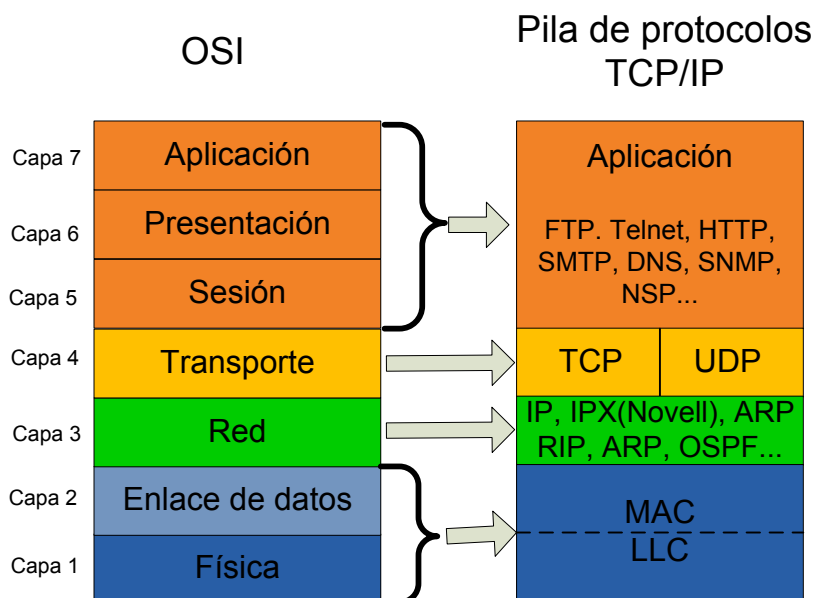 OSI
Pila de protocolos
TCP/IP
Capa 7
Aplicación
Capa 6
Presentación
Capa 5
Sesión
Capa 4
Transporte
Capa 3
Red
Capa 2
Enlace de datos
Capa 1
Física
Aplicación
FTP. Telnet, HTTP,
SMTP, DNS, SNMP,
NSP...
TCP
UDP
IP, IPX(Novell), ARP
RIP, ARP, OSPF...
MAC
LLC